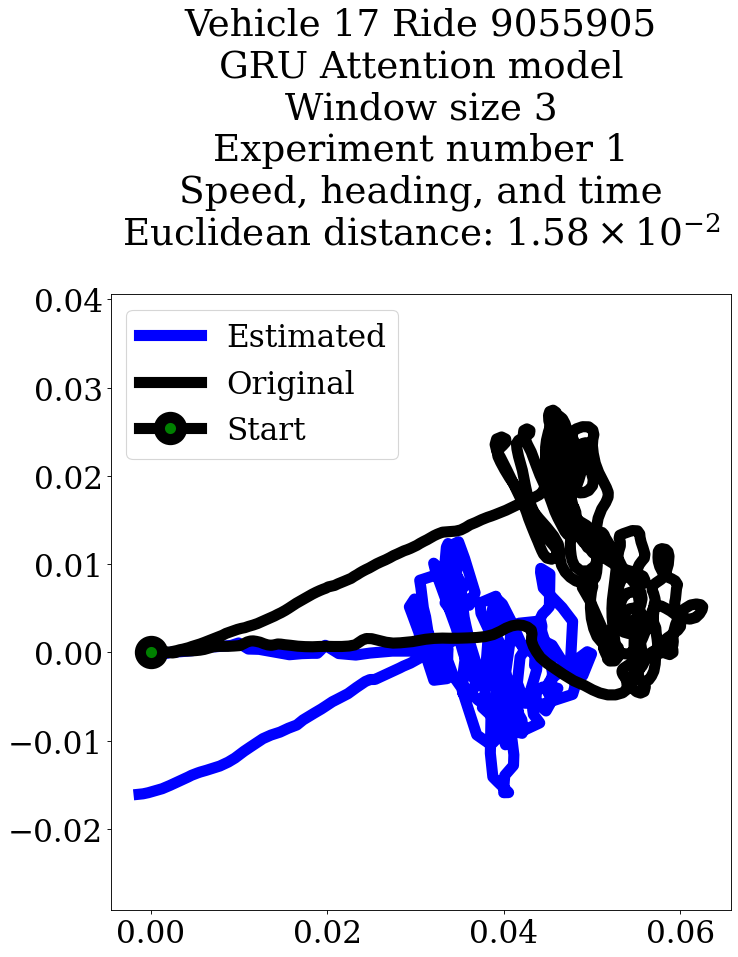 Vehicle 17 Ride 9055905
GRU Attention model
Window size 3
Experiment number 1
Speed, heading, and time
Euclidean distance: 1.58 × 10⁻²
0.04
0.03
0.02
0.01
0.00
−0.01
−0.02
Estimated
Original
Start
0.00 0.02 0.04 0.06